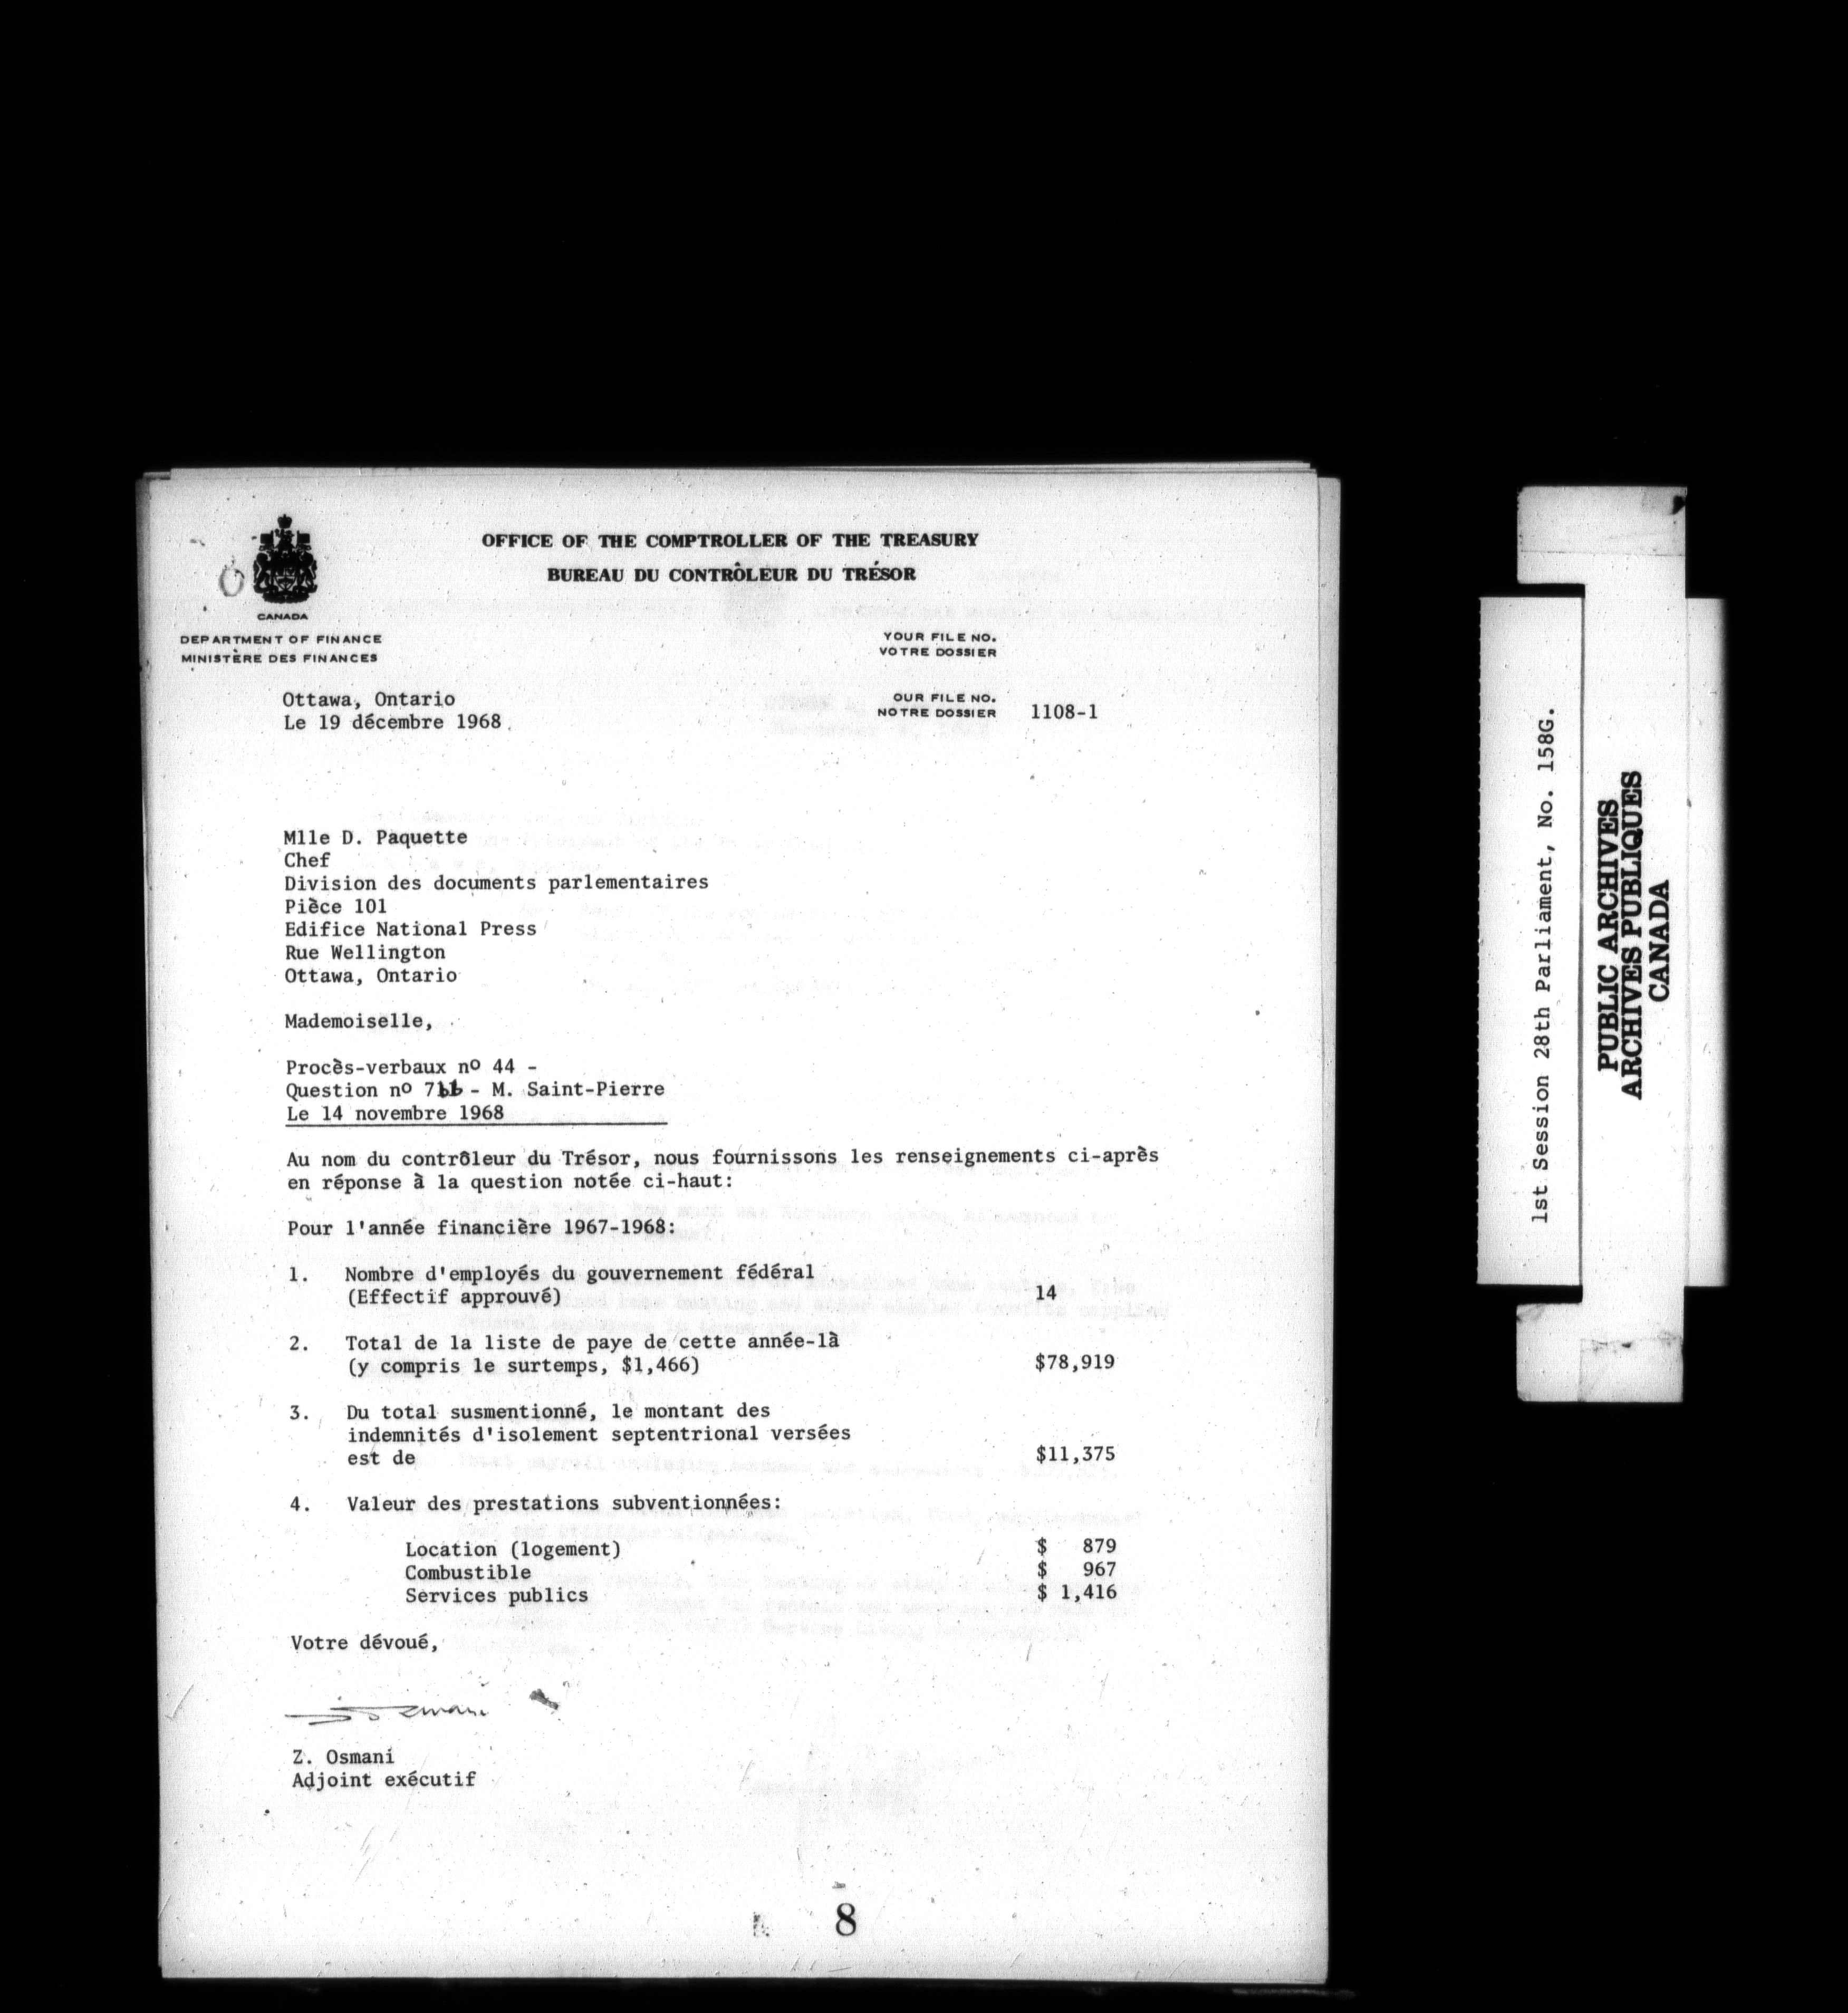 OFFICE OF THE COMPTROLLER OF THE TREASURY
BUREAU DU CONTRÔLEUR DU TRÉSOR
CANADA
DEPARTMENT OF FINANCE
MINISTÈRE DES FINANCES
YOUR FILE NO.
VOTRE DOSSIER
Ottawa, Ontario
Le 19 décembre 1968
OUR FILE NO.
NOTRE DOSSIER 1108-1
Mlle D. Paquette
Chef
Division des documents parlementaires
Pièce 101
Edifice National Press
Rue Wellington
Ottawa, Ontario
Mademoiselle,
Procès-verbaux nº 44 -
Question nº - M. Saint-Pierre
Le 14 novembre 1968
Au nom du contrôleur du Trésor, nous fournissons les renseignements ci-après
en réponse à la question notée ci-haut:
Pour l'année financière 1967-1968:
1. Nombre d'employés du gouvernement fédéral
(Effectif approuvé) 14
2. Total de la liste de paye de cette année-là
(y compris le surtemps, $1,466) $78,919
3. Du total susmentionné, le montant des
indemnités d'isolement septentrional versées
est de $11,375
4. Valeur des prestations subventionnées:
Location (logement) $ 879
Combustible $ 967
Services publics $ 1,416
Votre dévoué,
Z. Osmani
Adjoint exécutif
8
1st Session 28th Parliament, No. 158G.
PUBLIC ARCHIVES
ARCHIVES PUBLIQUES
CANADA